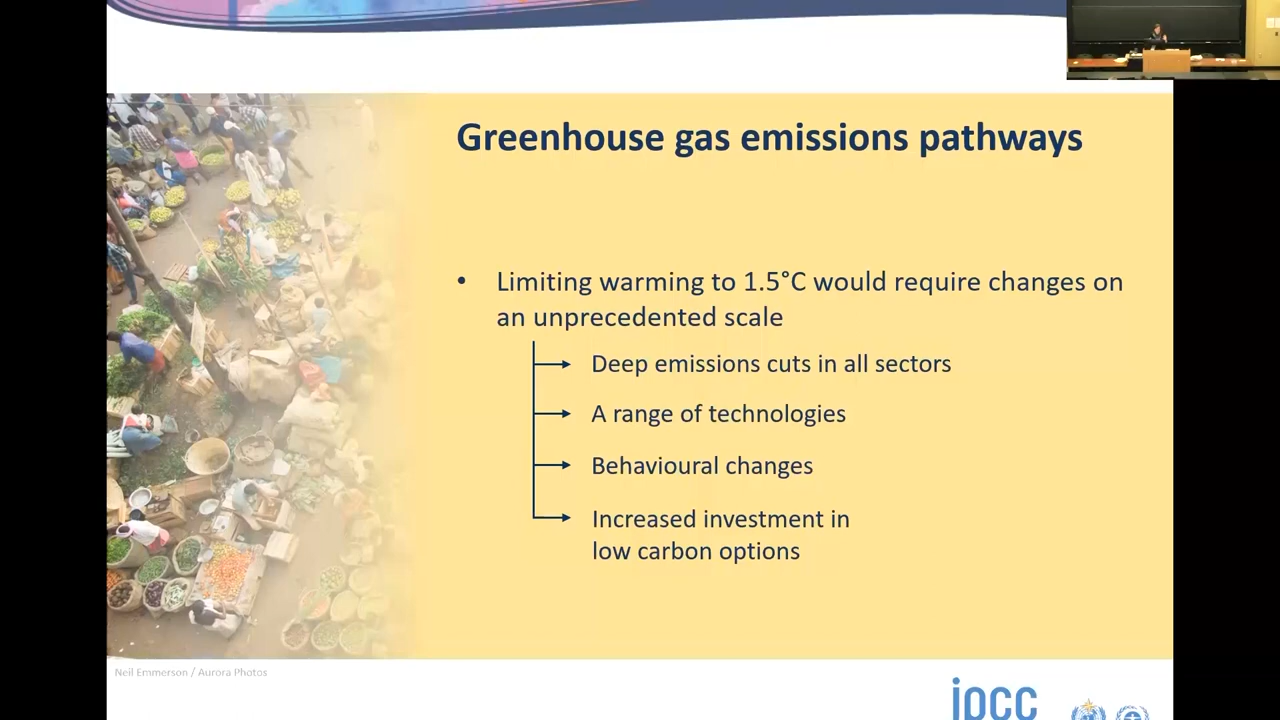 Greenhouse gas emissions pathways
• Limiting warming to 1.5°C would require changes on
an unprecedented scale
Deep emissions cuts in all sectors
A range of technologies
Behavioural changes
Increased investment in
low carbon options
Neil Emmerson / Aurora Photos
ipcc